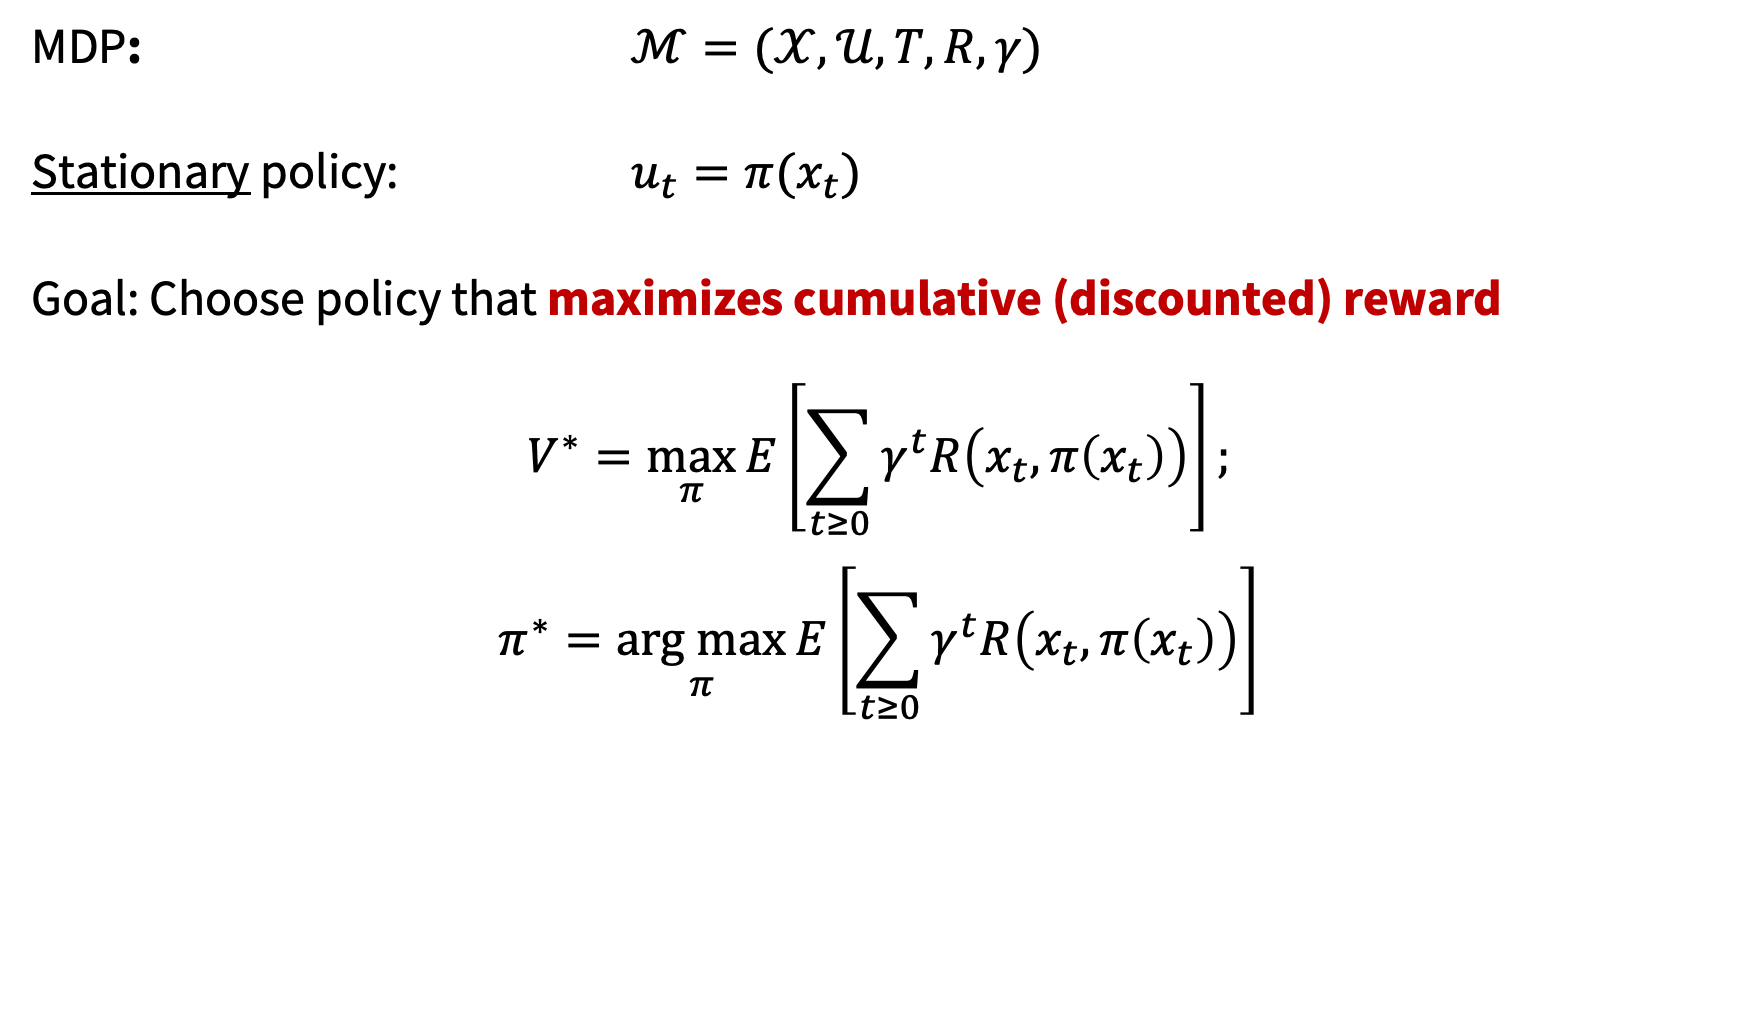 MDP: ℳ = (𝒳, 𝒰, T, R, γ)
Stationary policy: u_t = π(x_t)
Goal: Choose policy that maximizes cumulative (discounted) reward
V* = max_π E [ ∑_{t≥0} γ^t R(x_t, π(x_t)) ] ;
π* = arg max_π E [ ∑_{t≥0} γ^t R(x_t, π(x_t)) ]